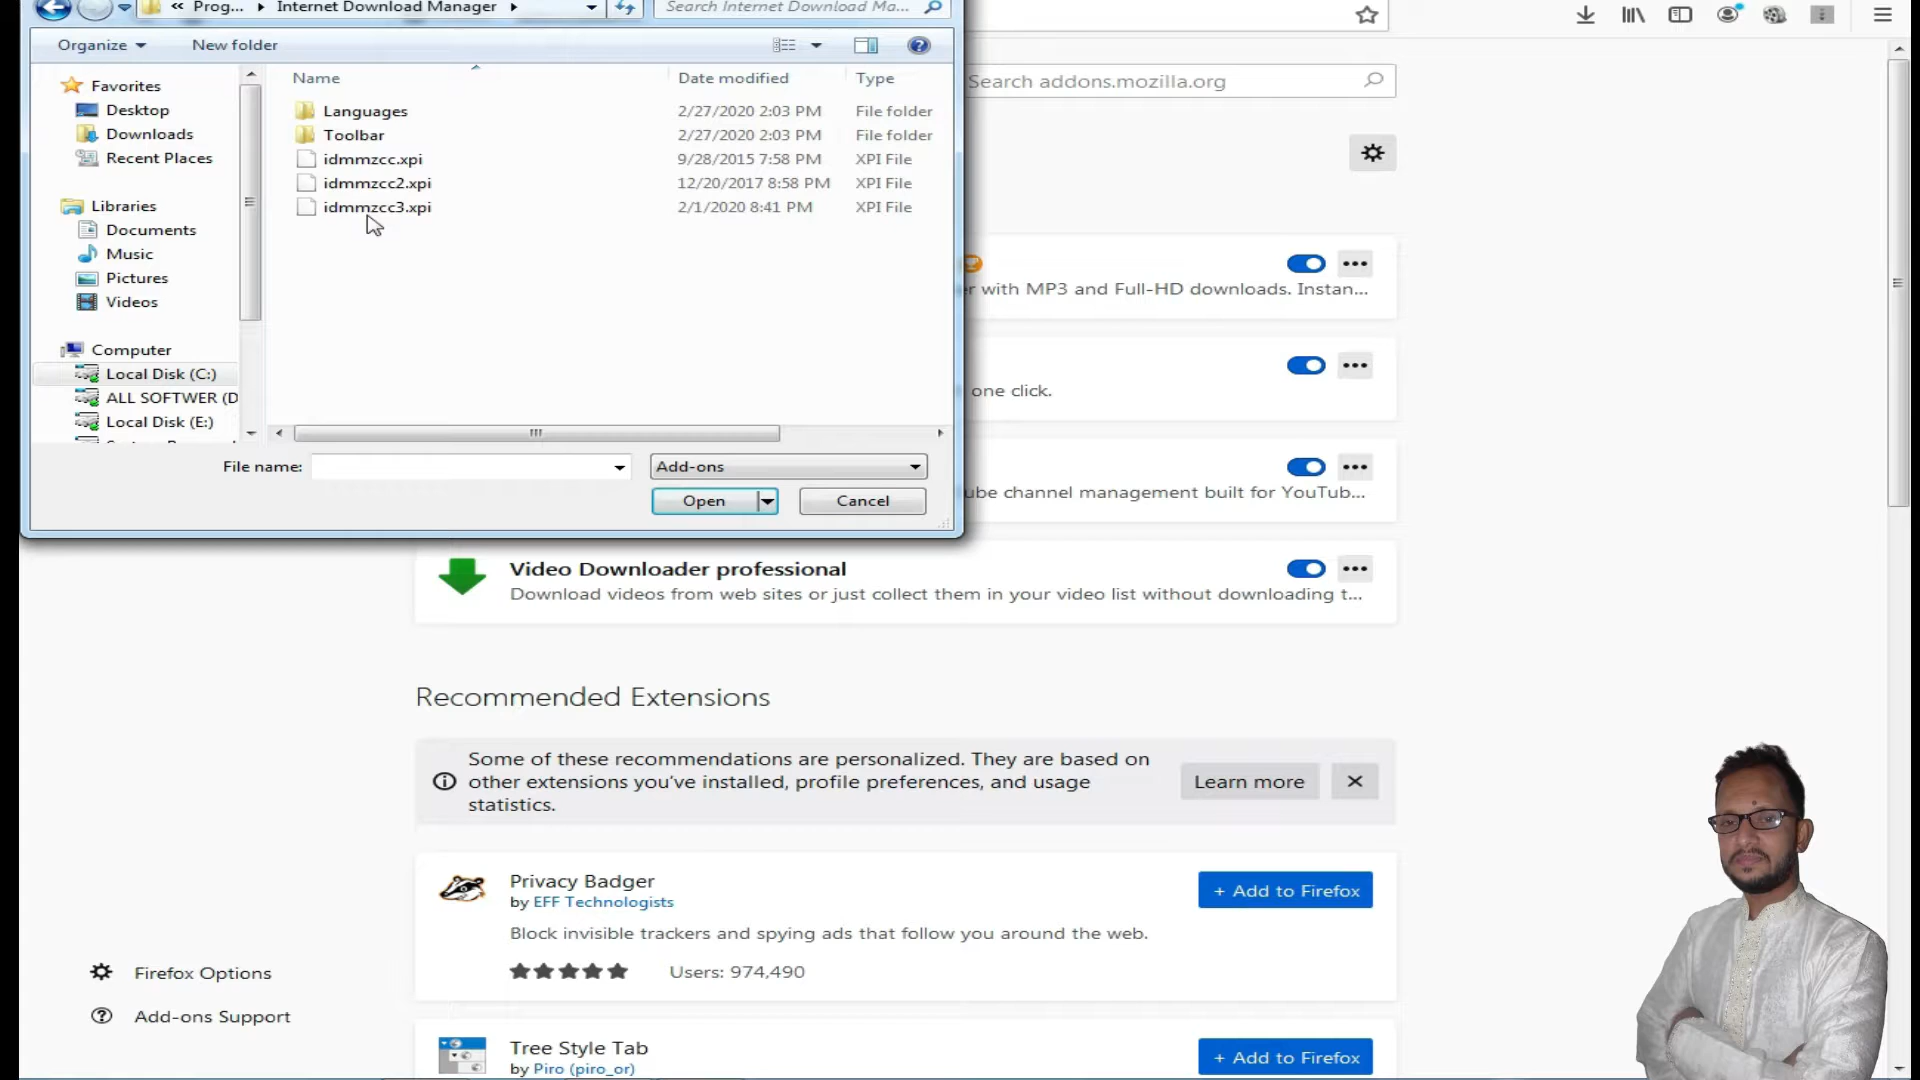 « Prog... Internet Download Manager
Search Internet Download Ma...
Organize New folder
Name Date modified Type
Languages 2/27/2020 2:03 PM File folder
Toolbar 2/27/2020 2:03 PM File folder
idmmzcc.xpi 9/28/2015 7:58 PM XPI File
idmmzcc2.xpi 12/20/2017 8:58 PM XPI File
idmmzcc3.xpi 2/1/2020 8:41 PM XPI File
Favorites
Desktop
Downloads
Recent Places
Libraries
Documents
Music
Pictures
Videos
Computer
Local Disk (C:)
ALL SOFTWER (D
Local Disk (E:)
File name:
Add-ons
Open Cancel
Search addons.mozilla.org
with MP3 and Full-HD downloads. Instan...
one click.
channel management built for YouTub...
Video Downloader professional
Download videos from web sites or just collect them in your video list without downloading t...
Recommended Extensions
Some of these recommendations are personalized. They are based on
other extensions you've installed, profile preferences, and usage
statistics.
Learn more
Privacy Badger
by EFF Technologists
+ Add to Firefox
Block invisible trackers and spying ads that follow you around the web.
Users: 974,490
Tree Style Tab
by Piro (piro_or)
+ Add to Firefox
Firefox Options
Add-ons Support